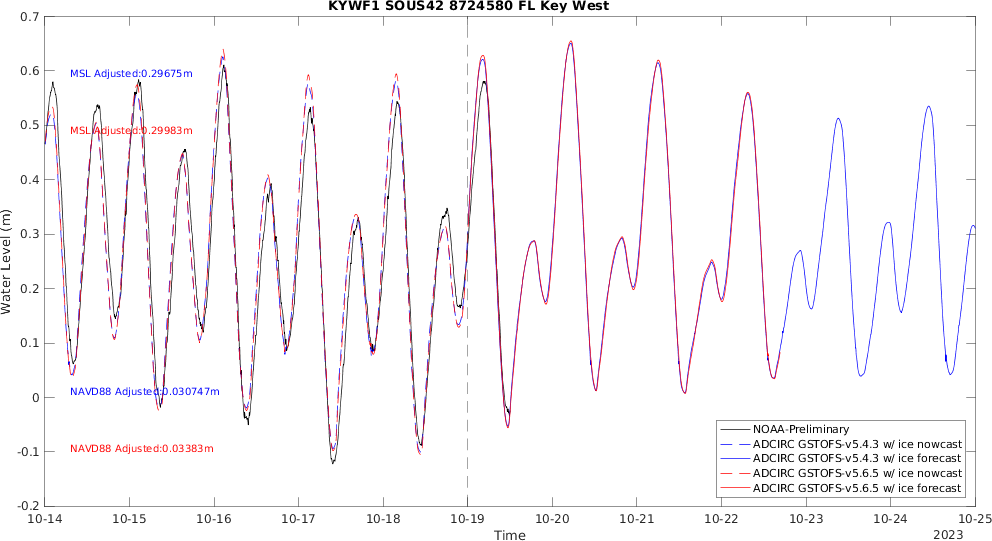 KYWF1 SOUS42 8724580 FL Key West
0.7
0.6
0.5
0.4
0.3
0.2
0.1
0
-0.1
-0.2
Water Level (m)
MSL Adjusted:0.29675m
MSL Adjusted:0.29983m
NAVD88 Adjusted:0.030747m
NAVD88 Adjusted:0.03383m
NOAA-Preliminary
ADCIRC GSTOFS-v5.4.3 w/ ice nowcast
ADCIRC GSTOFS-v5.4.3 w/ ice forecast
ADCIRC GSTOFS-v5.6.5 w/ ice nowcast
ADCIRC GSTOFS-v5.6.5 w/ ice forecast
10-14 10-15 10-16 10-17 10-18 10-19 10-20 10-21 10-22 10-23 10-24 10-25
Time
2023